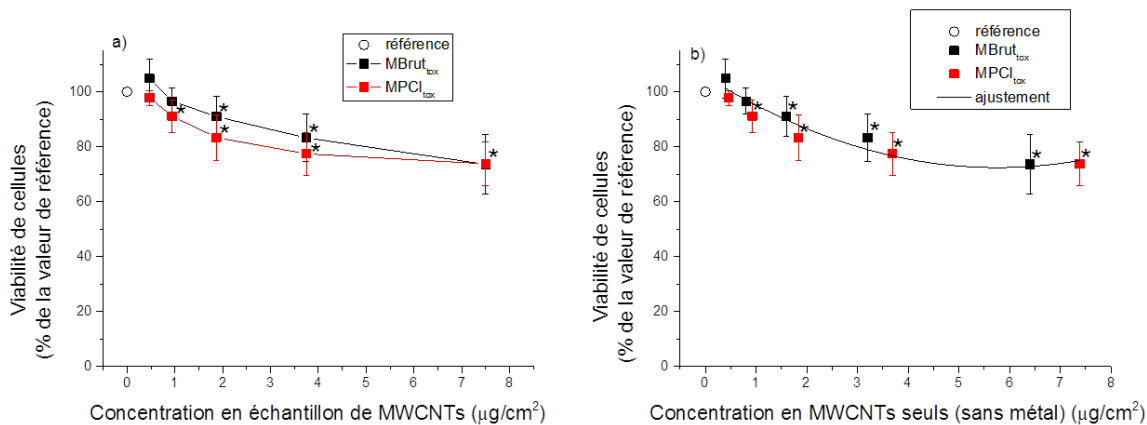 a)
référence
MBrut_tox
MPCl_tox
100
80
60
40
20
0
0 1 2 3 4 5 6 7 8
Viabilité de cellules
(% de la valeur de référence)
Concentration en échantillon de MWCNTs (µg/cm²)
b)
référence
MBrut_tox
MPCl_tox
ajustement
100
80
60
40
20
0
0 1 2 3 4 5 6 7 8
Viabilité de cellules
(% de la valeur de référence)
Concentration en MWCNTs seuls (sans métal) (µg/cm²)
* * * * * * *
* * * * * * * *